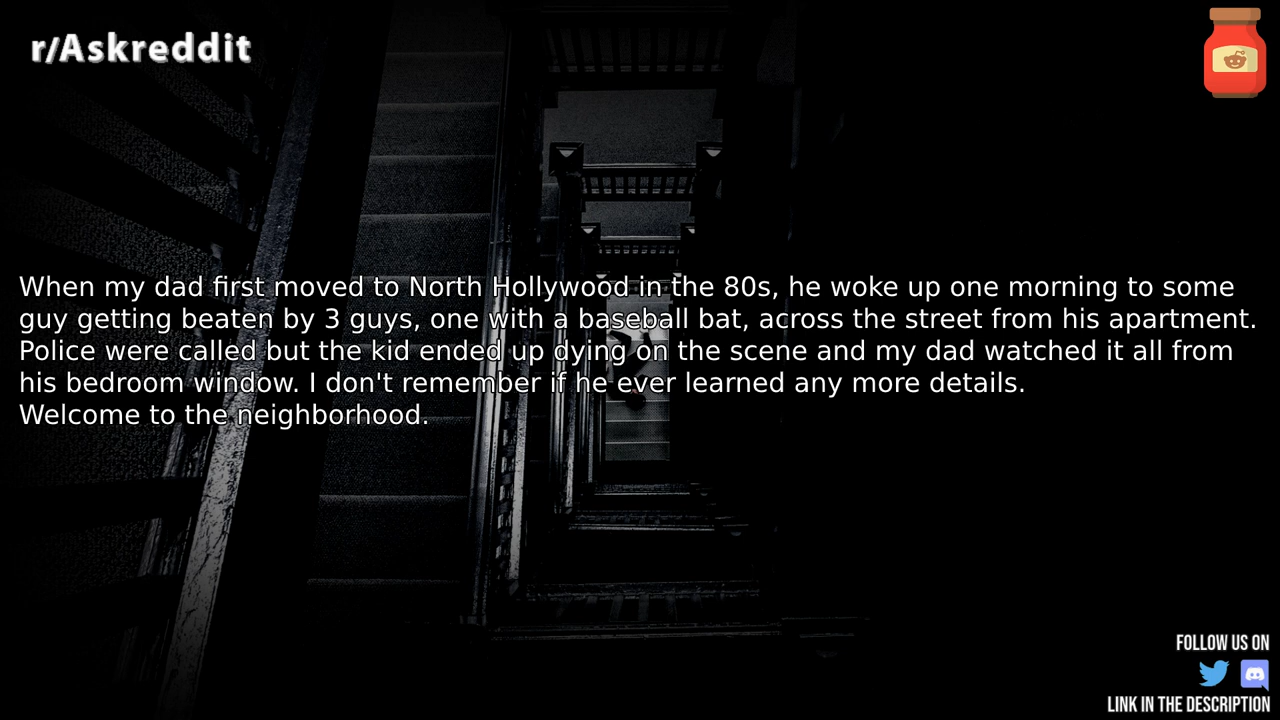 r/Askreddit
When my dad first moved to North Hollywood in the 80s, he woke up one morning to some
guy getting beaten by 3 guys, one with a baseball bat, across the street from his apartment.
Police were called but the kid ended up dying on the scene and my dad watched it all from
his bedroom window. I don't remember if he ever learned any more details.
Welcome to the neighborhood.
FOLLOW US ON
LINK IN THE DESCRIPTION